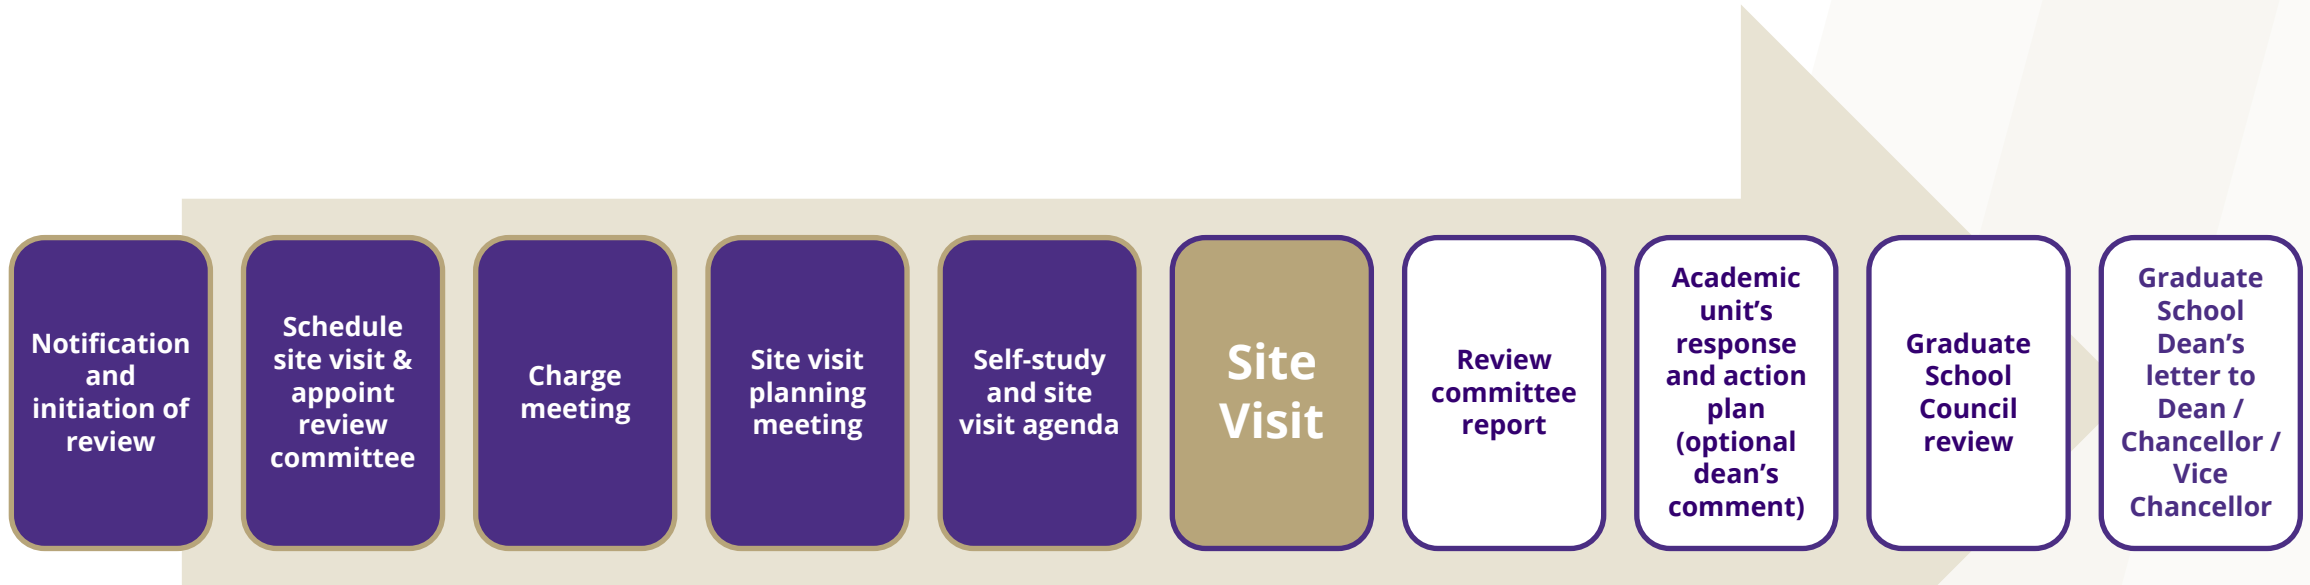 Notification
and
initiation of
review
Schedule
site visit &
appoint
review
committee
Charge
meeting
Site visit
planning
meeting
Self-study
and site
visit agenda
Site
Visit
Review
committee
report
Academic
unit’s
response
and action
plan
(optional
dean’s
comment)
Graduate
School
Council
review
Graduate
School
Dean’s
letter to
Dean /
Chancellor /
Vice
Chancellor